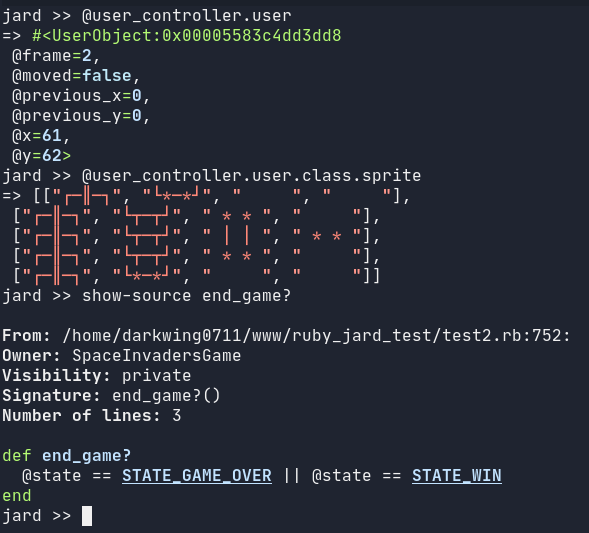 jard >> @user_controller.user
=> #<UserObject:0x00005583c4dd3dd8
 @frame=2,
 @moved=false,
 @previous_x=0,
 @previous_y=0,
 @x=61,
 @y=62>
jard >> @user_controller.user.class.sprite
=> [["┌─║─┐", "└*─*┘", "     ", "     "],
 ["┌─║─┐", "└┬─┬┘", " * * ", "     "],
 ["┌─║─┐", "└┬─┬┘", " | | ", " * * "],
 ["┌─║─┐", "└┬─┬┘", " * * ", "     "],
 ["┌─║─┐", "└*─*┘", "     ", "     "]]
jard >> show-source end_game?

From: /home/darkwing0711/www/ruby_jard_test/test2.rb:752:
Owner: SpaceInvadersGame
Visibility: private
Signature: end_game?()
Number of lines: 3

def end_game?
  @state == STATE_GAME_OVER || @state == STATE_WIN
end
jard >>